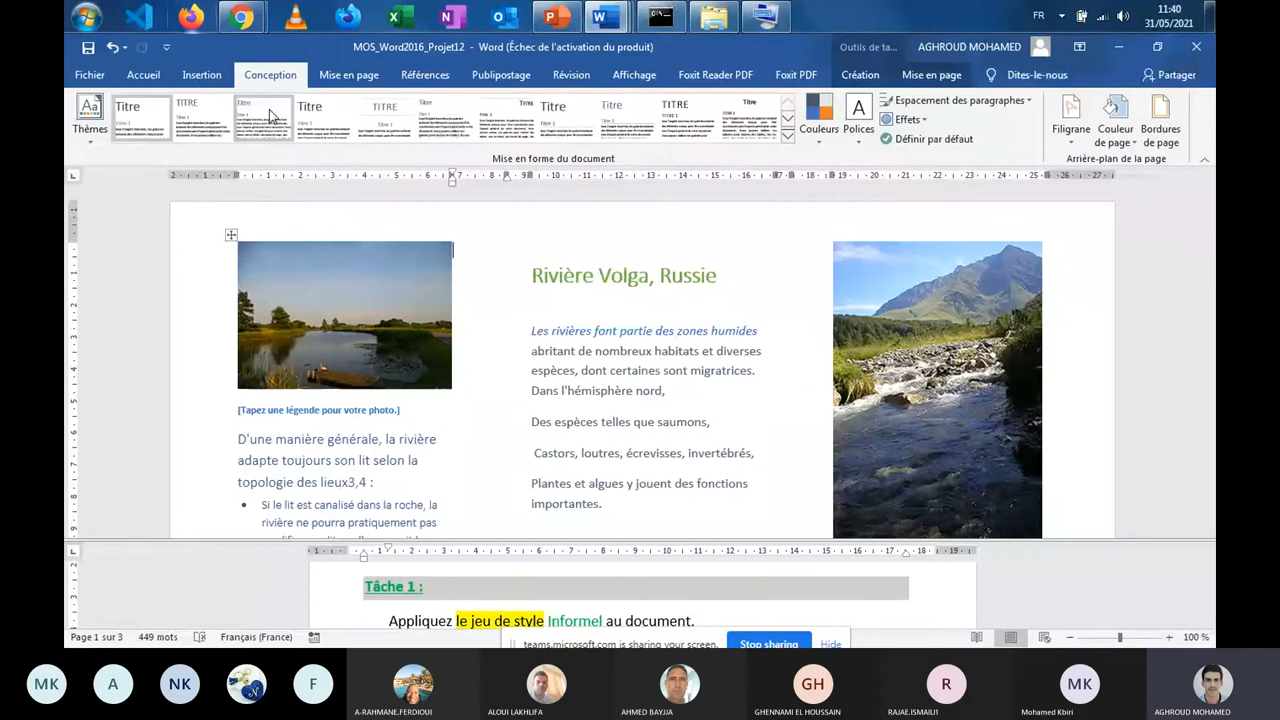 11:40
FR
31/05/2021
MOS_Word2016_Projet12 - Word (Échec de l'activation du produit)
Outils de ta...
AGHROUD MOHAMED
Fichier Accueil Insertion Conception Mise en page Références Publipostage Révision Affichage Foxit Reader PDF Foxit PDF Création Mise en page Dites-le-nous Partager
Titre TITRE Titre Titre TITRE Titre TITRE Titre Titre TITRE TITRE
Espacement des paragraphes
Effets
Définir par défaut
Thèmes
Couleurs
Polices
Filigrane
Couleur de page
Bordures de page
Mise en forme du document
Arrière-plan de la page
Rivière Volga, Russie
Les rivières font partie des zones humides
abritant de nombreux habitats et diverses
espèces, dont certaines sont migratrices.
Dans l'hémisphère nord,
Des espèces telles que saumons,
Castors, loutres, écrevisses, invertébrés,
Plantes et algues y jouent des fonctions
importantes.
[Tapez une légende pour votre photo.]
D'une manière générale, la rivière
adapte toujours son lit selon la
topologie des lieux3,4 :
• Si le lit est canalisé dans la roche, la
rivière ne pourra pratiquement pas
Tâche 1 :
Appliquez le jeu de style Informel au document.
Page 1 sur 3 449 mots Français (France)
teams.microsoft.com is sharing your screen.
Stop sharing
Hide
100 %
MK A NK N F GH R MK
A-RAHMANE.FERDIOUI ALOUI LAKHLIFA AHMED BAYJJA GHENNAMI EL HOUSSAIN RAJAE.ISMAILIT Mohamed Kbiri AGHROUD MOHAMED